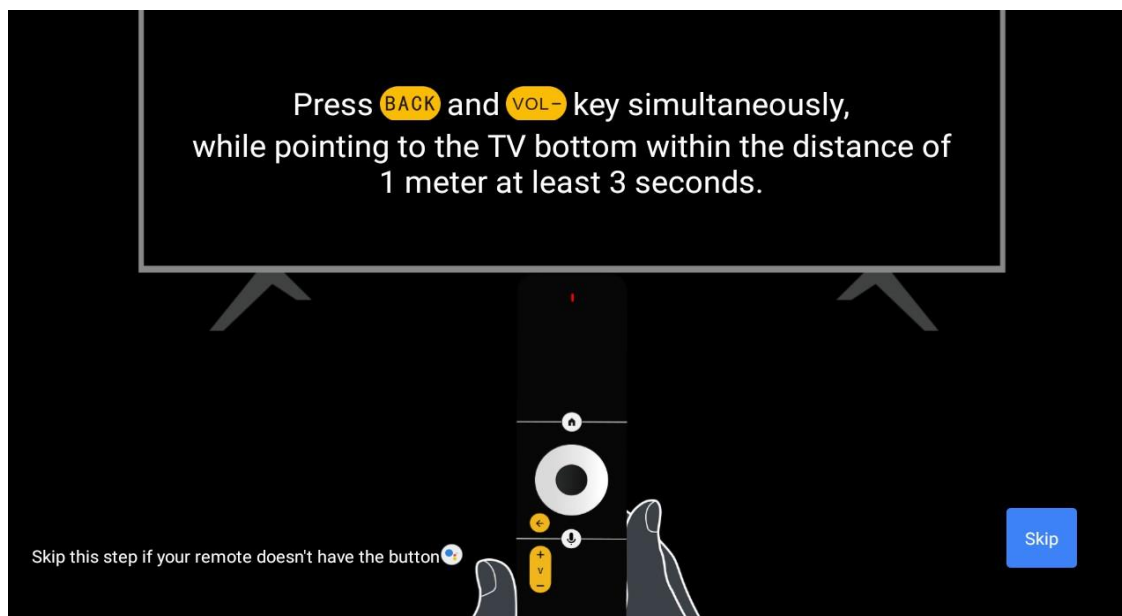 Press BACK and VOL- key simultaneously,
while pointing to the TV bottom within the distance of
1 meter at least 3 seconds.
+
V
-
Skip this step if your remote doesn't have the button
Skip